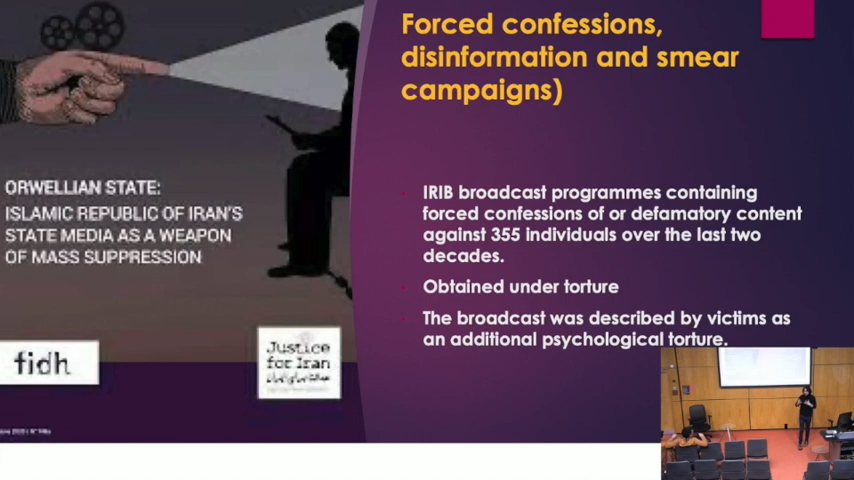 Forced confessions,
disinformation and smear
campaigns)
ORWELLIAN STATE:
ISLAMIC REPUBLIC OF IRAN'S
STATE MEDIA AS A WEAPON
OF MASS SUPPRESSION
fidh
Justice
for Iran
IRIB broadcast programmes containing
forced confessions of or defamatory content
against 355 individuals over the last two
decades.
Obtained under torture
The broadcast was described by victims as
an additional psychological torture.